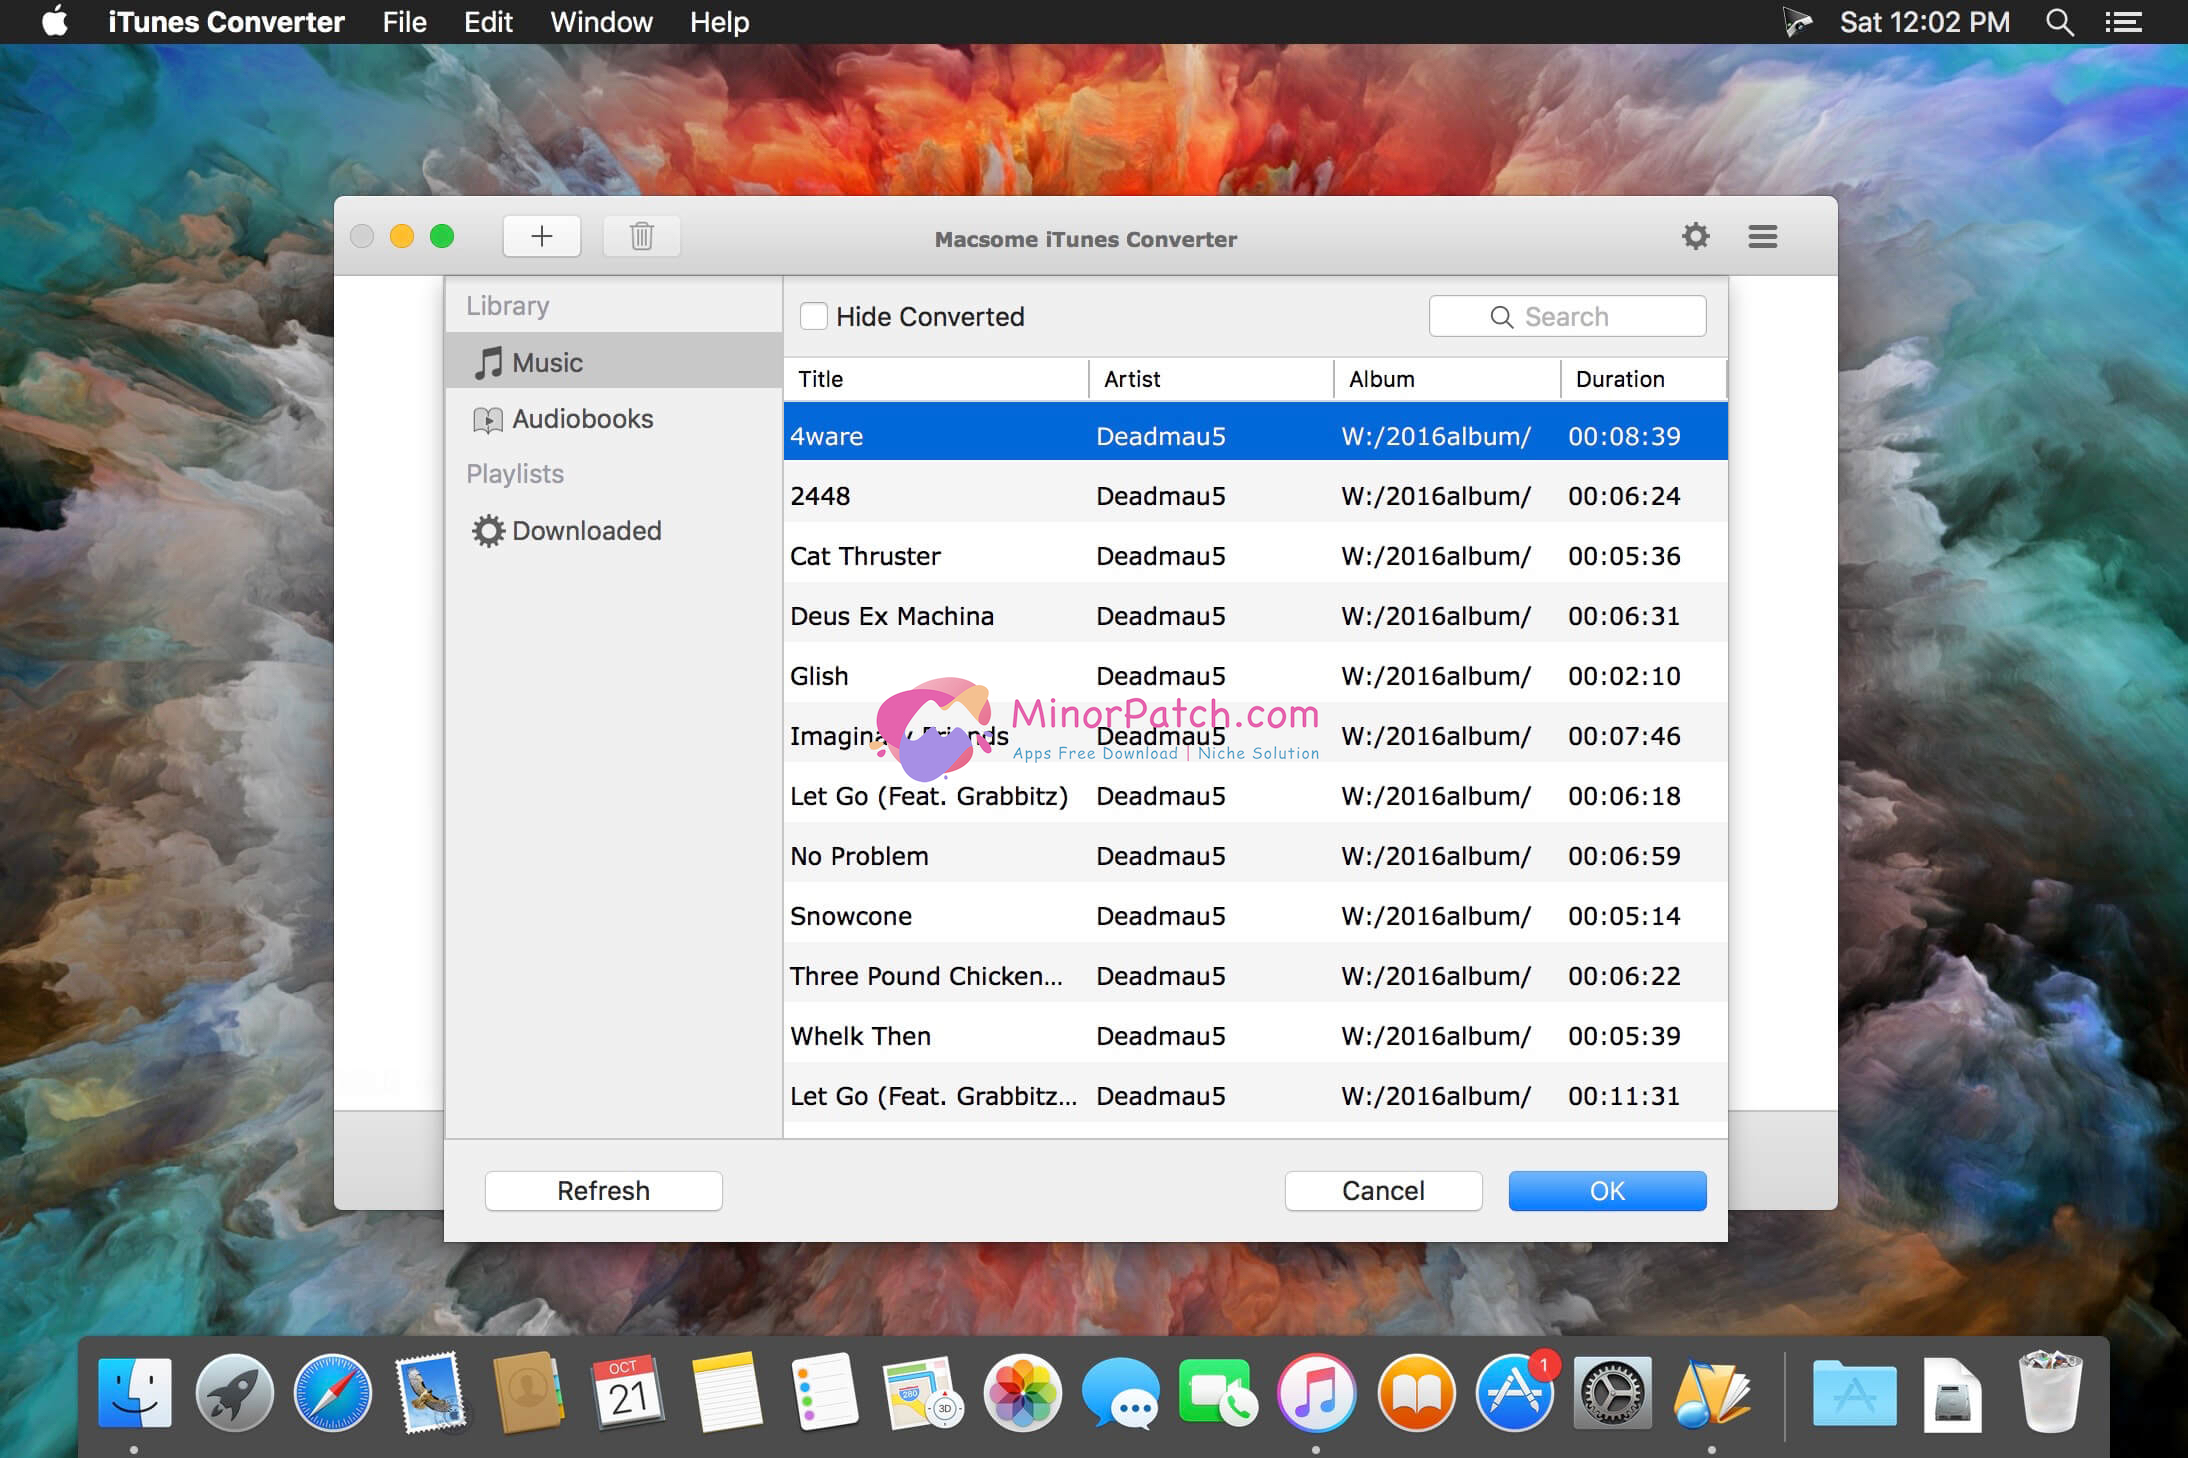 iTunes Converter File Edit Window Help Sat 12:02 PM
Macsome iTunes Converter
Library
Hide Converted Search
Music
Title Artist Album Duration
Audiobooks
4ware Deadmau5 W:/2016album/ 00:08:39
Playlists
2448 Deadmau5 W:/2016album/ 00:06:24
Downloaded
Cat Thruster Deadmau5 W:/2016album/ 00:05:36
Deus Ex Machina Deadmau5 W:/2016album/ 00:06:31
Glish Deadmau5 W:/2016album/ 00:02:10
MinorPatch.com
Imaginary Friends Deadmau5 W:/2016album/ 00:07:46
Apps Free Download | Niche Solution
Let Go (Feat. Grabbitz) Deadmau5 W:/2016album/ 00:06:18
No Problem Deadmau5 W:/2016album/ 00:06:59
Snowcone Deadmau5 W:/2016album/ 00:05:14
Three Pound Chicken... Deadmau5 W:/2016album/ 00:06:22
Whelk Then Deadmau5 W:/2016album/ 00:05:39
Let Go (Feat. Grabbitz... Deadmau5 W:/2016album/ 00:11:31
Refresh Cancel OK
OCT
21
280
3D
1